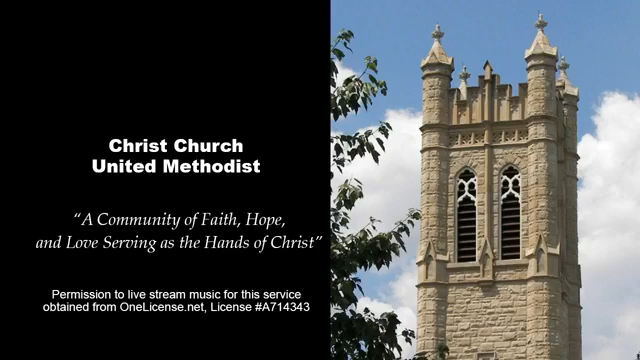 Christ Church
United Methodist
“A Community of Faith, Hope,
and Love Serving as the Hands of Christ”
Permission to live stream music for this service
obtained from OneLicense.net, License #A714343